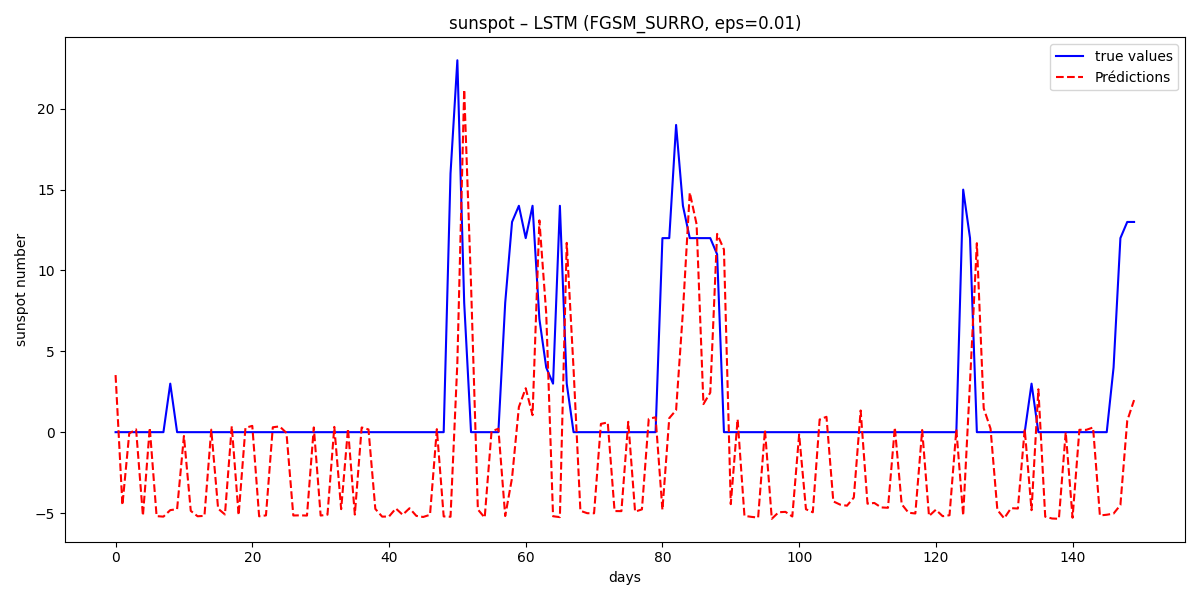 sunspot – LSTM (FGSM_SURRO, eps=0.01)
true values
Prédictions
sunspot number
20
15
10
5
0
−5
0
20
40
60
80
100
120
140
days